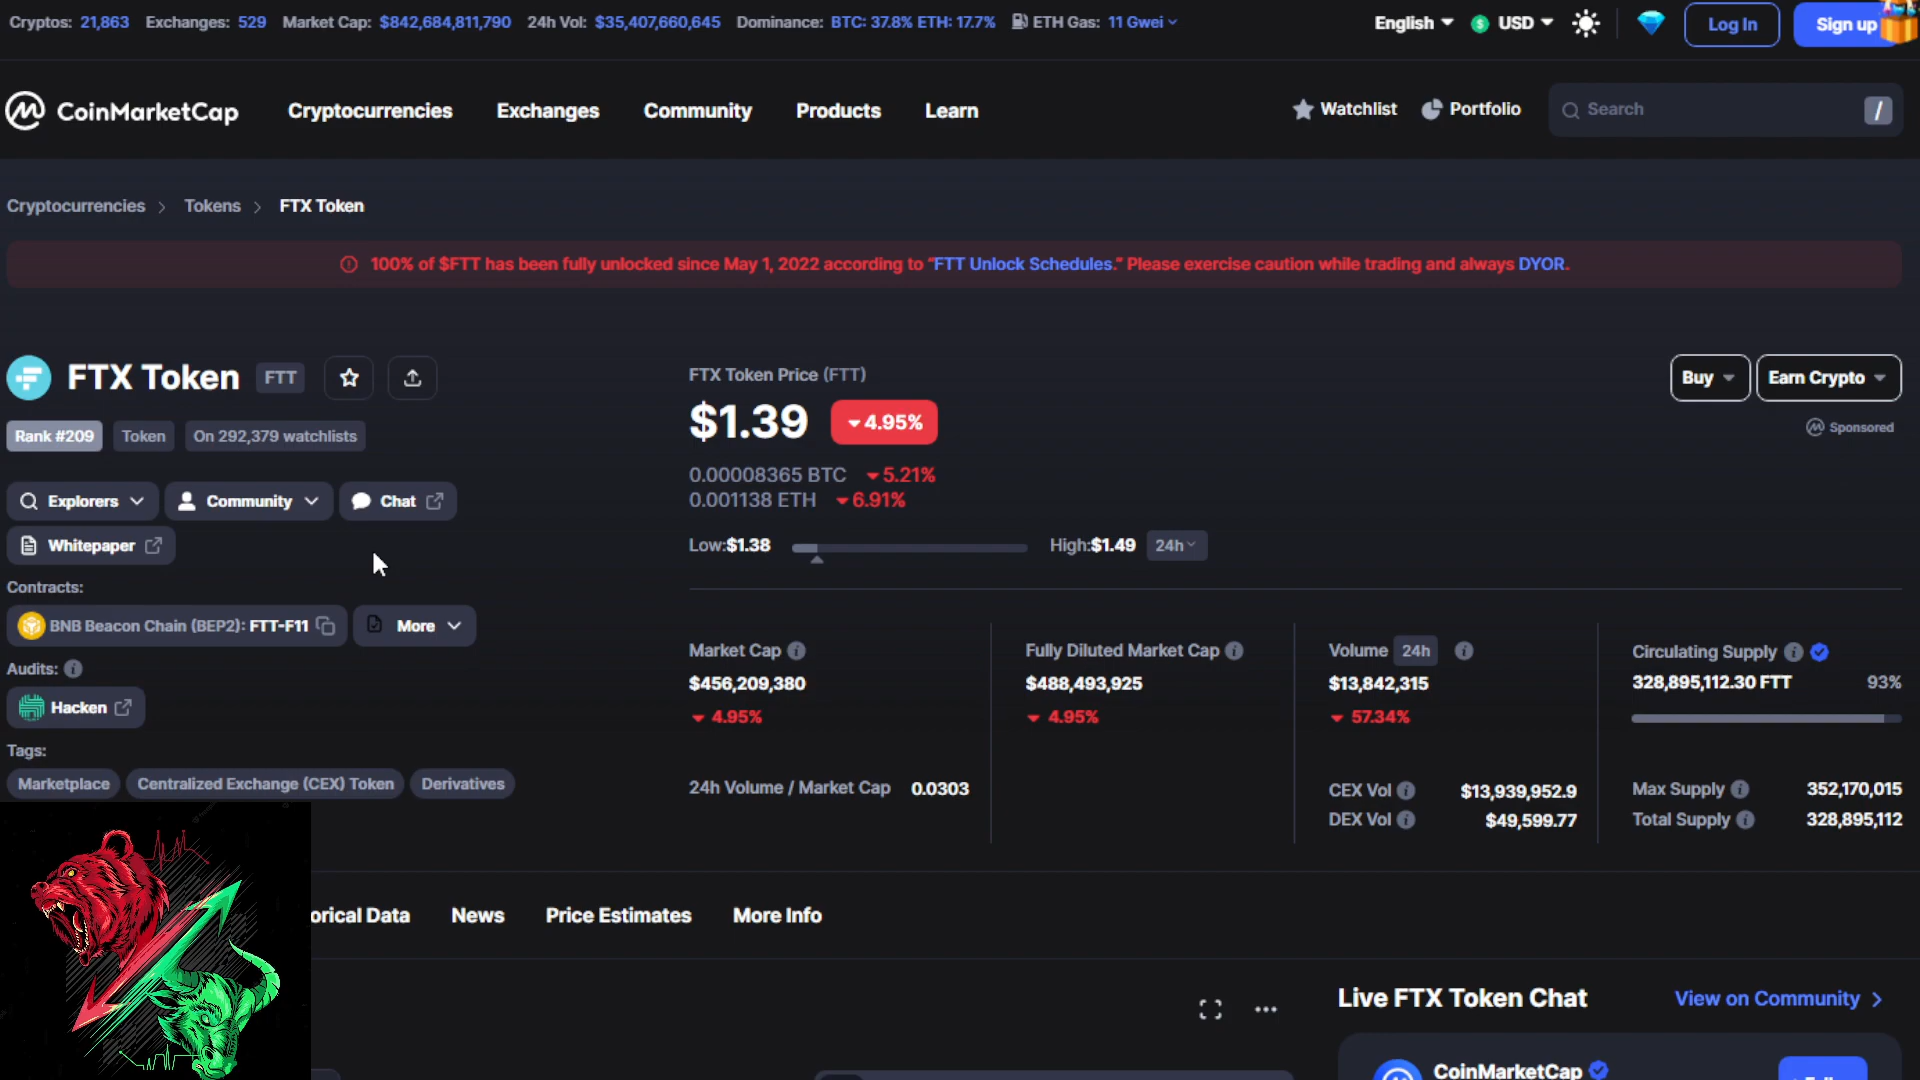 Cryptos: 21,863 Exchanges: 529 Market Cap: $842,684,811,790 24h Vol: $35,407,660,645 Dominance: BTC: 37.8% ETH: 17.7% ETH Gas: 11 Gwei English USD Log In Sign up
CoinMarketCap Cryptocurrencies Exchanges Community Products Learn Watchlist Portfolio Search /
Cryptocurrencies > Tokens > FTX Token
100% of $FTT has been fully unlocked since May 1, 2022 according to “FTT Unlock Schedules.” Please exercise caution while trading and always DYOR.
FTX Token FTT
FTX Token Price (FTT)
$1.39 4.95%
Buy Earn Crypto
Sponsored
Rank #209 Token On 292,379 watchlists
0.00008365 BTC 5.21%
0.001138 ETH 6.91%
Explorers Community Chat
Whitepaper
Low:$1.38 High:$1.49 24h
Contracts:
BNB Beacon Chain (BEP2): FTT-F11 More
Audits:
Hacken
Tags:
Marketplace Centralized Exchange (CEX) Token Derivatives
Market Cap
$456,209,380
4.95%
24h Volume / Market Cap 0.0303
Fully Diluted Market Cap
$488,493,925
4.95%
Volume 24h
$13,842,315
57.34%
CEX Vol $13,939,952.9
DEX Vol $49,599.77
Circulating Supply
328,895,112.30 FTT 93%
Max Supply 352,170,015
Total Supply 328,895,112
orical Data News Price Estimates More Info
Live FTX Token Chat View on Community >
CoinMarketCap